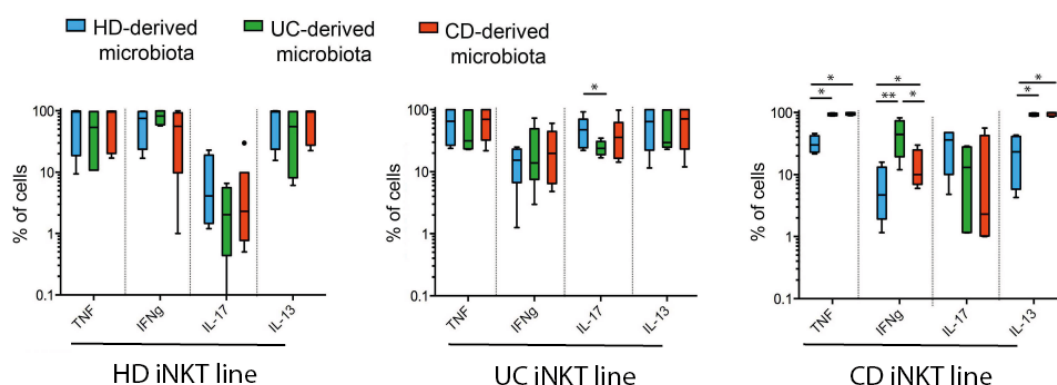 HD-derived microbiota
UC-derived microbiota
CD-derived microbiota
% of cells
100
10
1
0.1
TNF
IFNg
IL-17
IL-13
HD iNKT line
*
% of cells
100
10
1
0.1
TNF
IFNg
IL-17
IL-13
UC iNKT line
*
*
*
**
*
*
*
% of cells
100
10
1
0.1
TNF
IFNg
IL-17
IL-13
CD iNKT line